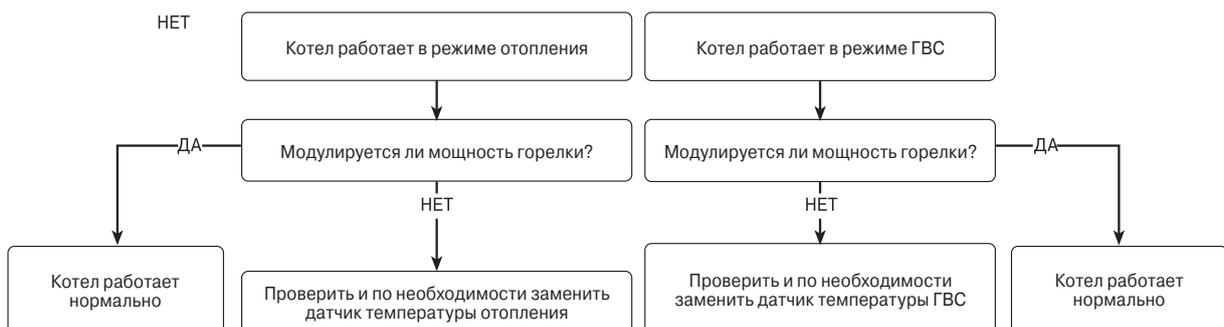 НЕТ
Котел работает в режиме отопления
Котел работает в режиме ГВС
ДА
Модулируется ли мощность горелки?
Модулируется ли мощность горелки?
ДА
НЕТ
НЕТ
Котел работает
нормально
Проверить и по необходимости заменить
датчик температуры отопления
Проверить и по необходимости
заменить датчик температуры ГВС
Котел работает
нормально